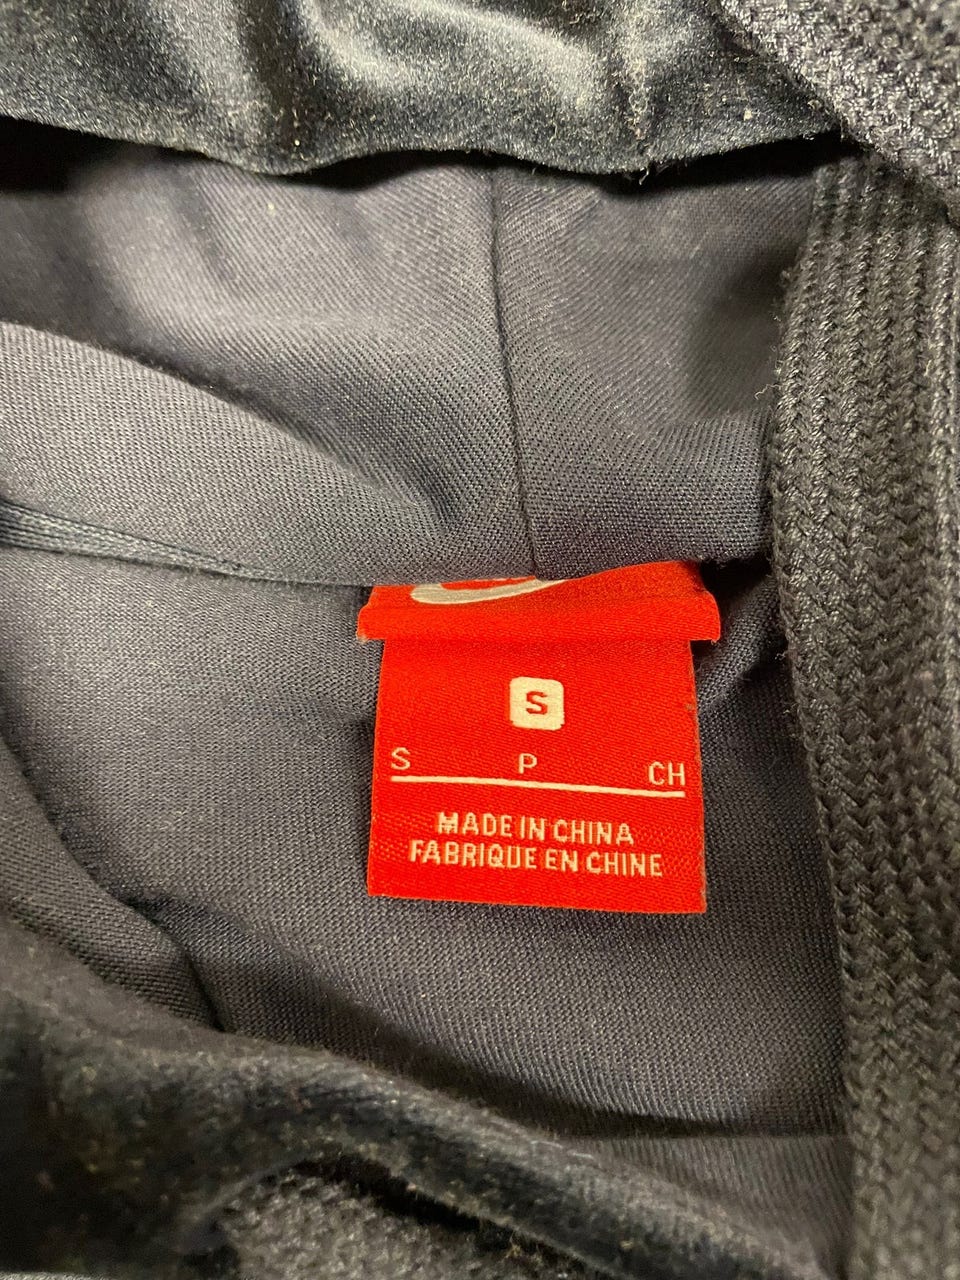 S
S P CH
MADE IN CHINA
FABRIQUE EN CHINE